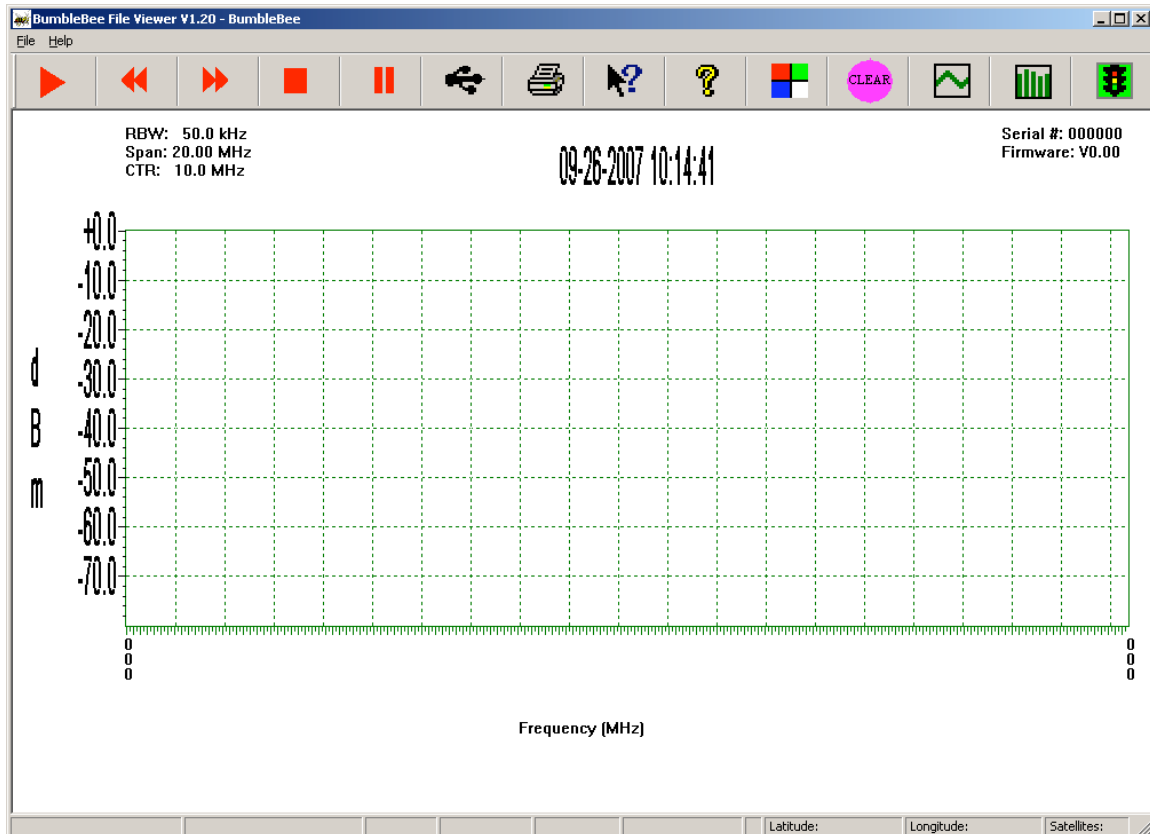 BumbleBee File Viewer V1.20 - BumbleBee
File Help
CLEAR
RBW: 50.0 kHz
Span: 20.00 MHz
CTR: 10.0 MHz
09-26-2007 10:14:41
Serial #: 000000
Firmware: V0.00
+0.0
-10.0
-20.0
-30.0
-40.0
-50.0
-60.0
-70.0
d
B
m
0
0
0
0
0
0
Frequency (MHz)
Latitude: Longitude: Satellites: